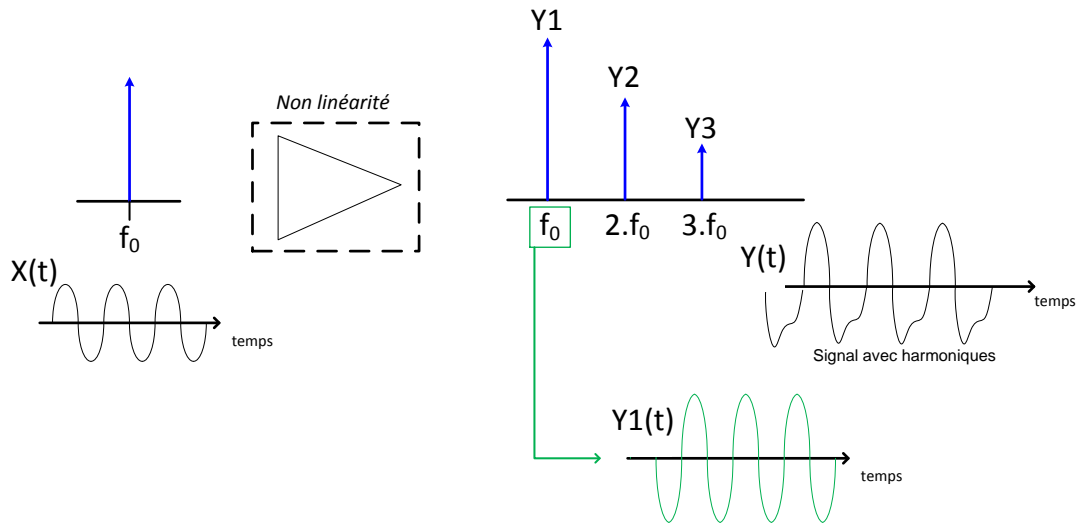 Y1
Y2
Non linéarité
Y3
f₀
f₀
2.f₀
3.f₀
X(t)
temps
Y(t)
temps
Signal avec harmoniques
Y1(t)
temps